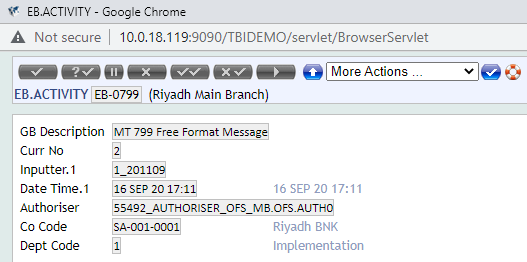 EB.ACTIVITY - Google Chrome
Not secure 10.0.18.119:9090/TBIDEMO/servlet/BrowserServlet
More Actions ...
EB.ACTIVITY EB-0799 (Riyadh Main Branch)
GB Description MT 799 Free Format Message
Curr No 2
Inputter.1 1_201109
Date Time.1 16 SEP 20 17:11 16 SEP 20 17:11
Authoriser 55492_AUTHORISER_OFS_MB.OFS.AUTH0
Co Code SA-001-0001 Riyadh BNK
Dept Code 1 Implementation